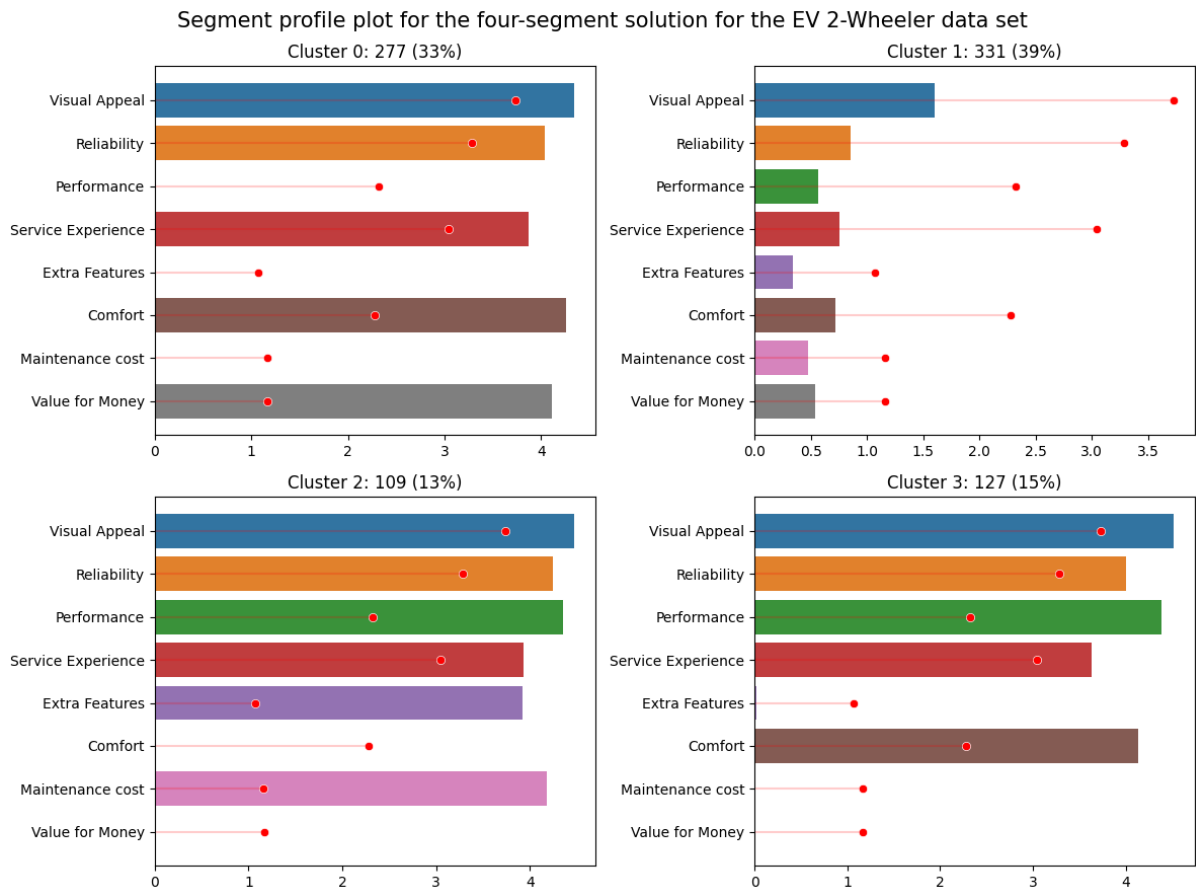 Segment profile plot for the four-segment solution for the EV 2-Wheeler data set
Cluster 0: 277 (33%)
Visual Appeal
Reliability
Performance
Service Experience
Extra Features
Comfort
Maintenance cost
Value for Money
0 1 2 3 4
Cluster 1: 331 (39%)
Visual Appeal
Reliability
Performance
Service Experience
Extra Features
Comfort
Maintenance cost
Value for Money
0.0 0.5 1.0 1.5 2.0 2.5 3.0 3.5
Cluster 2: 109 (13%)
Visual Appeal
Reliability
Performance
Service Experience
Extra Features
Comfort
Maintenance cost
Value for Money
0 1 2 3 4
Cluster 3: 127 (15%)
Visual Appeal
Reliability
Performance
Service Experience
Extra Features
Comfort
Maintenance cost
Value for Money
0 1 2 3 4